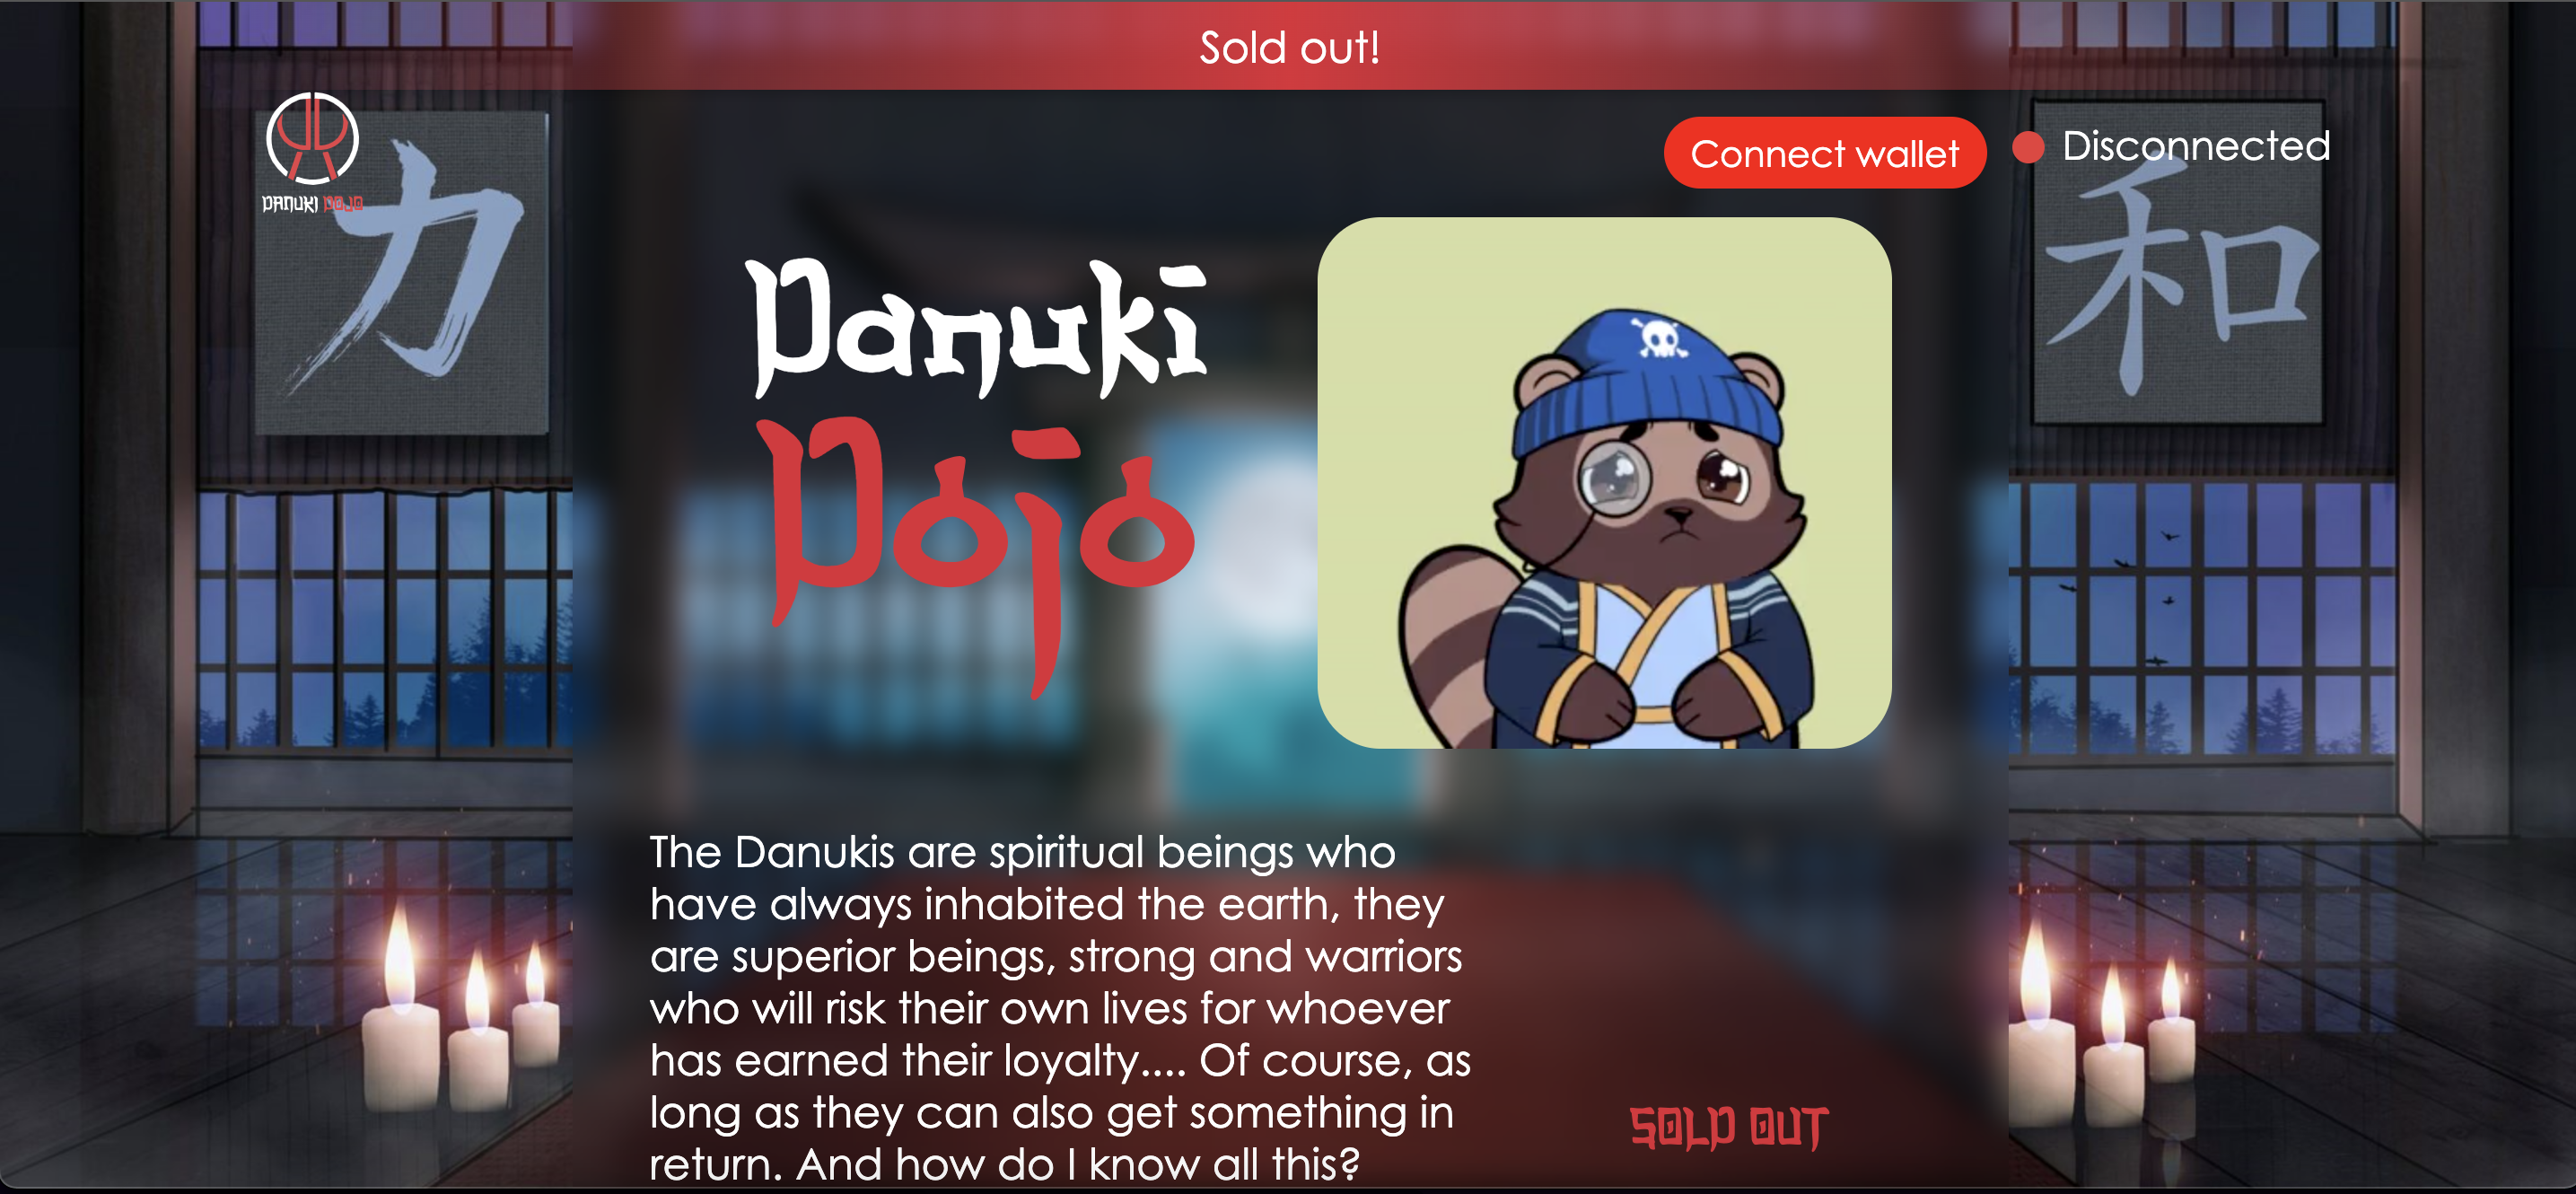 Sold out!
Connect wallet
Disconnected
DANUKI DOJO
力
和
Danuki
Dojo
The Danukis are spiritual beings who
have always inhabited the earth, they
are superior beings, strong and warriors
who will risk their own lives for whoever
has earned their loyalty.... Of course, as
long as they can also get something in
return. And how do I know all this?
SOLD OUT